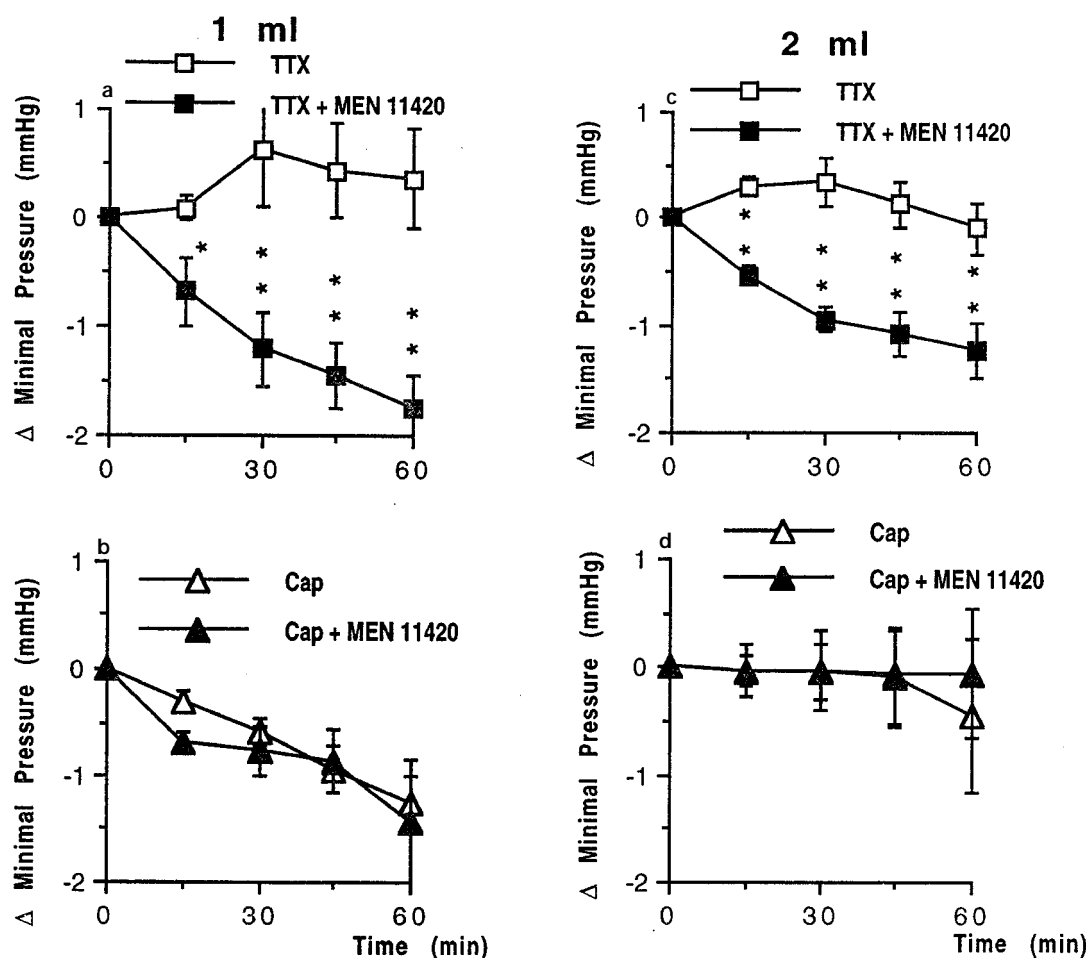 1 ml
TTX
TTX + MEN 11420
a
Δ Minimal Pressure (mmHg)
1
0
-1
-2
* * * * * * *
0 30 60
2 ml
TTX
TTX + MEN 11420
c
Δ Minimal Pressure (mmHg)
1
0
-1
-2
* * * * * * * *
0 30 60
b
Cap
Cap + MEN 11420
Δ Minimal Pressure (mmHg)
1
0
-1
-2
0 30 60
Time (min)
d
Cap
Cap + MEN 11420
Δ Minimal Pressure (mmHg)
1
0
-1
-2
0 30 60
Time (min)